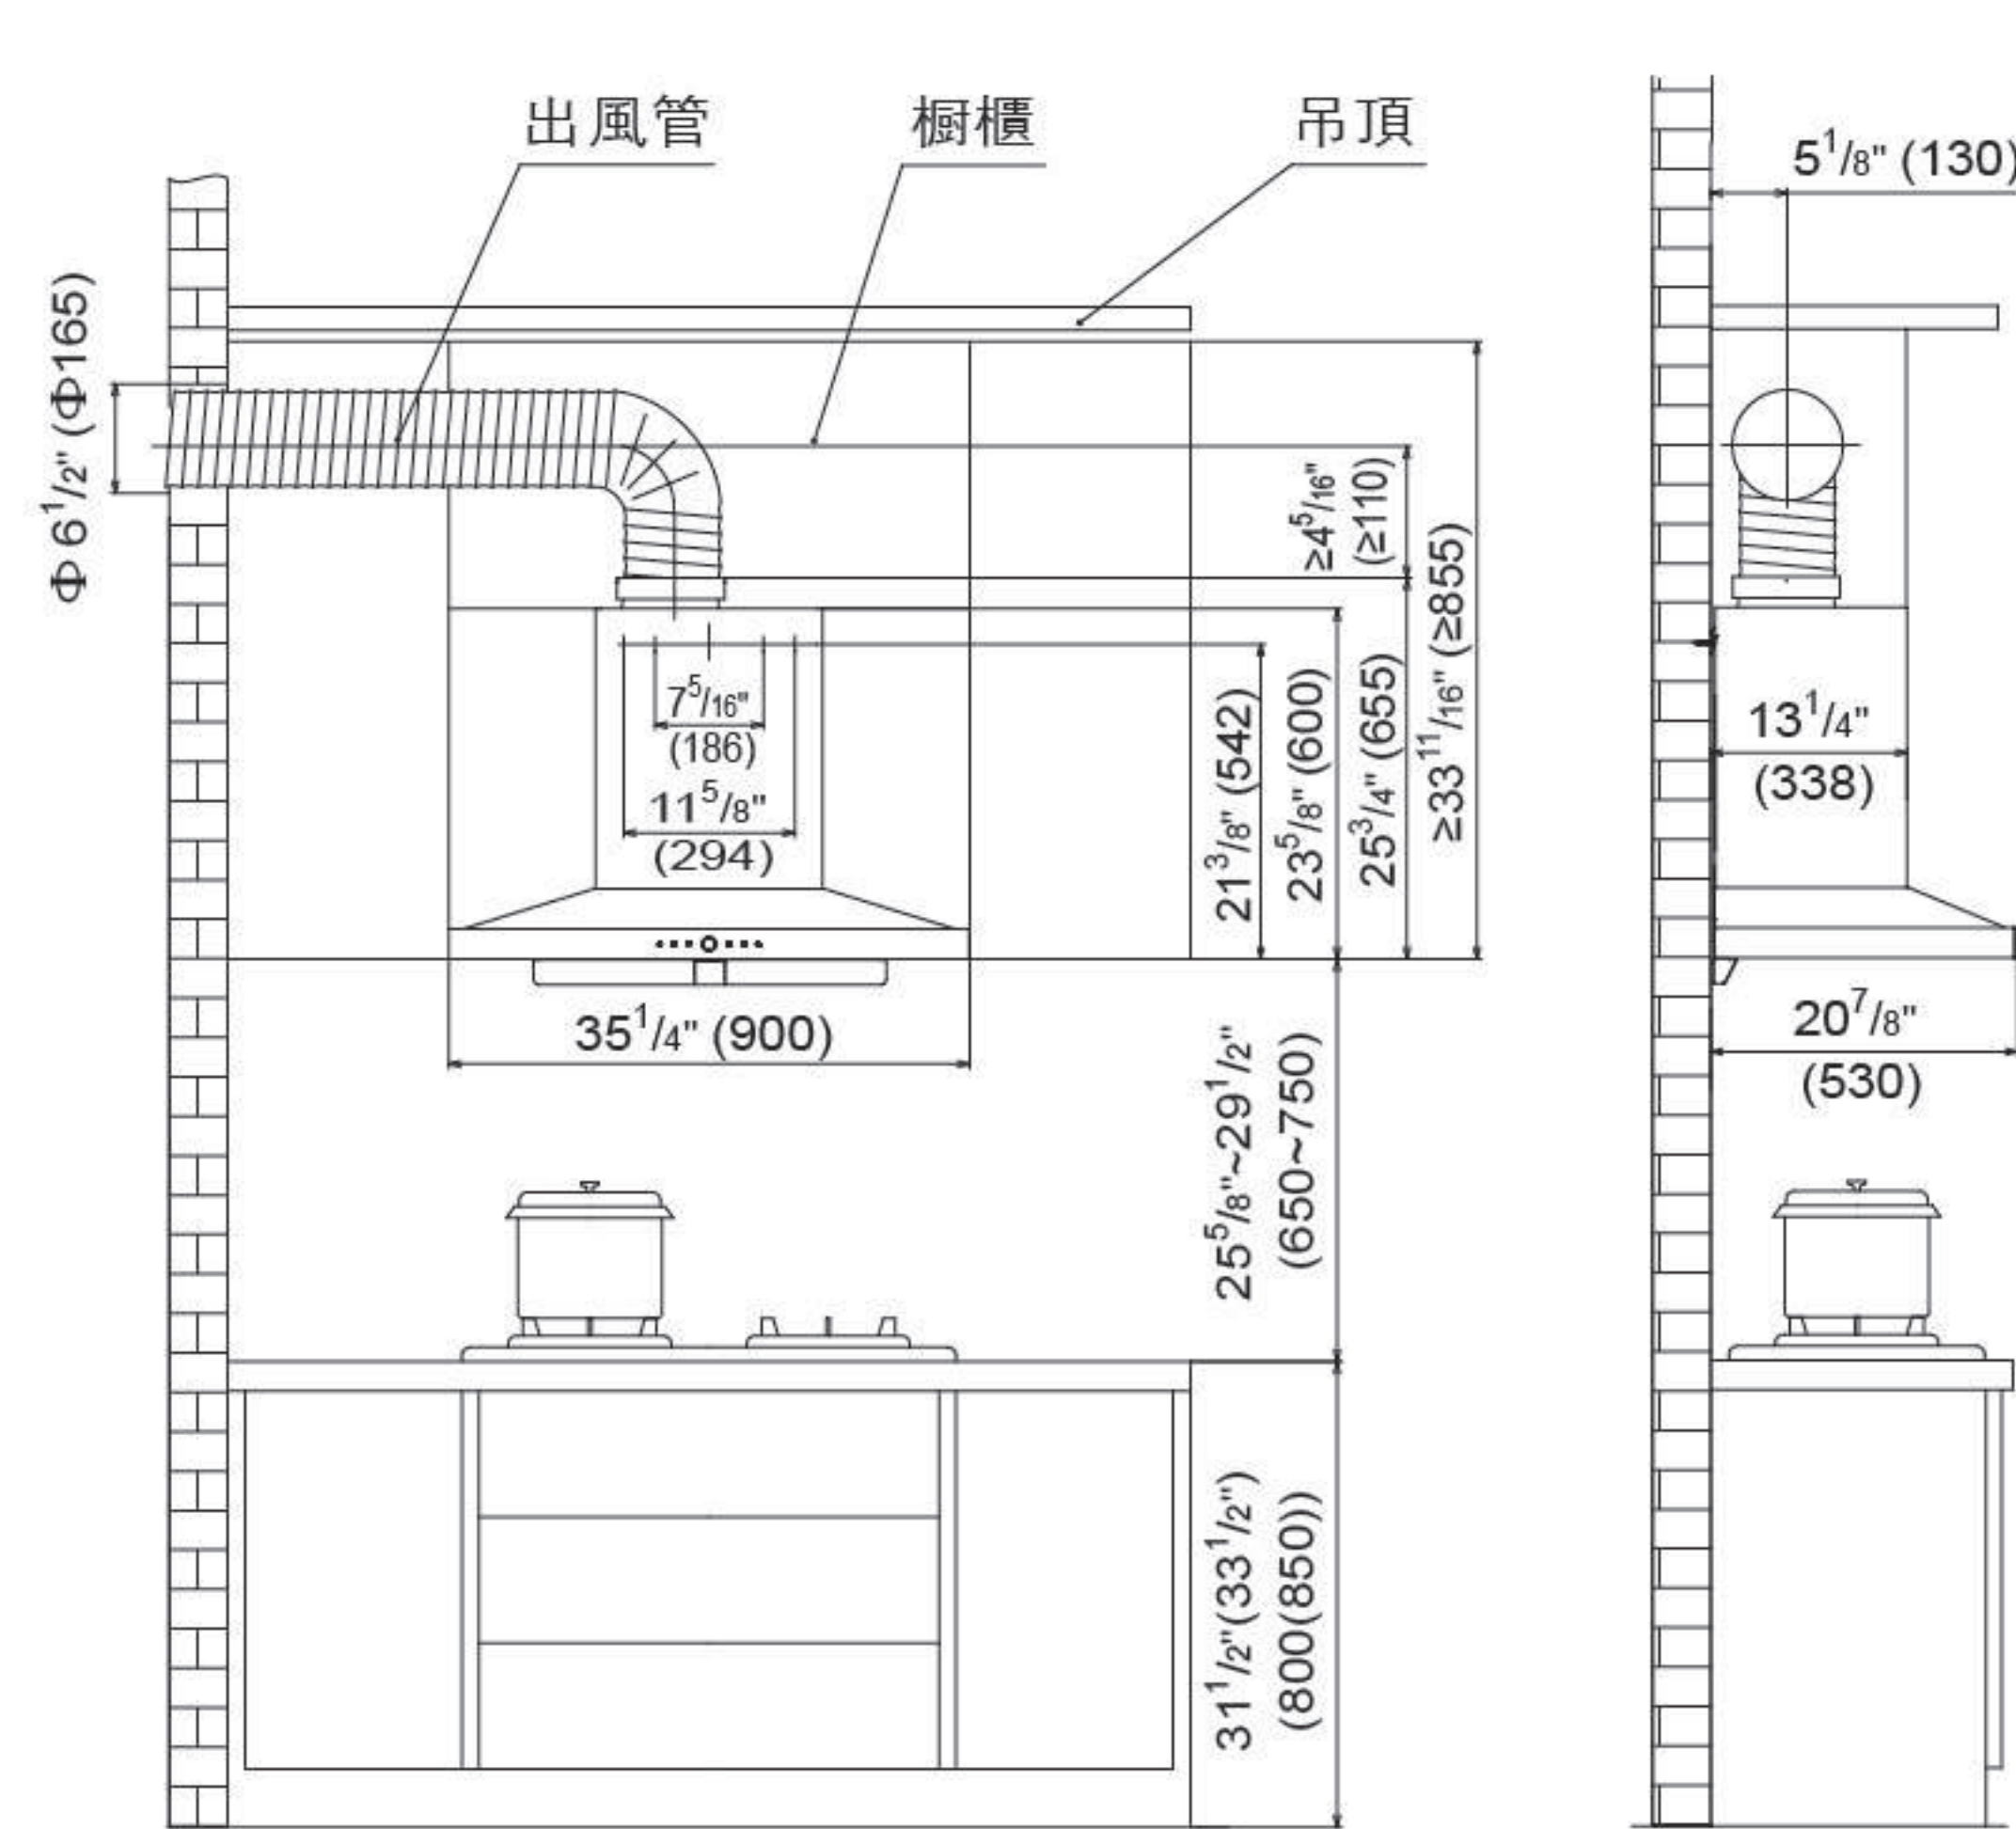 出風管
橱櫃
吊頂
5 1/8" (130)
Φ 6 1/2" (Φ165)
≥4 5/16"
(≥110)
≥33 11/16" (≥855)
7 5/16"
(186)
11 5/8"
(294)
21 3/8" (542)
23 5/8" (600)
25 3/4" (655)
13 1/4"
(338)
35 1/4" (900)
20 7/8"
(530)
25 5/8"~29 1/2"
(650~750)
31 1/2"(33 1/2")
(800(850))